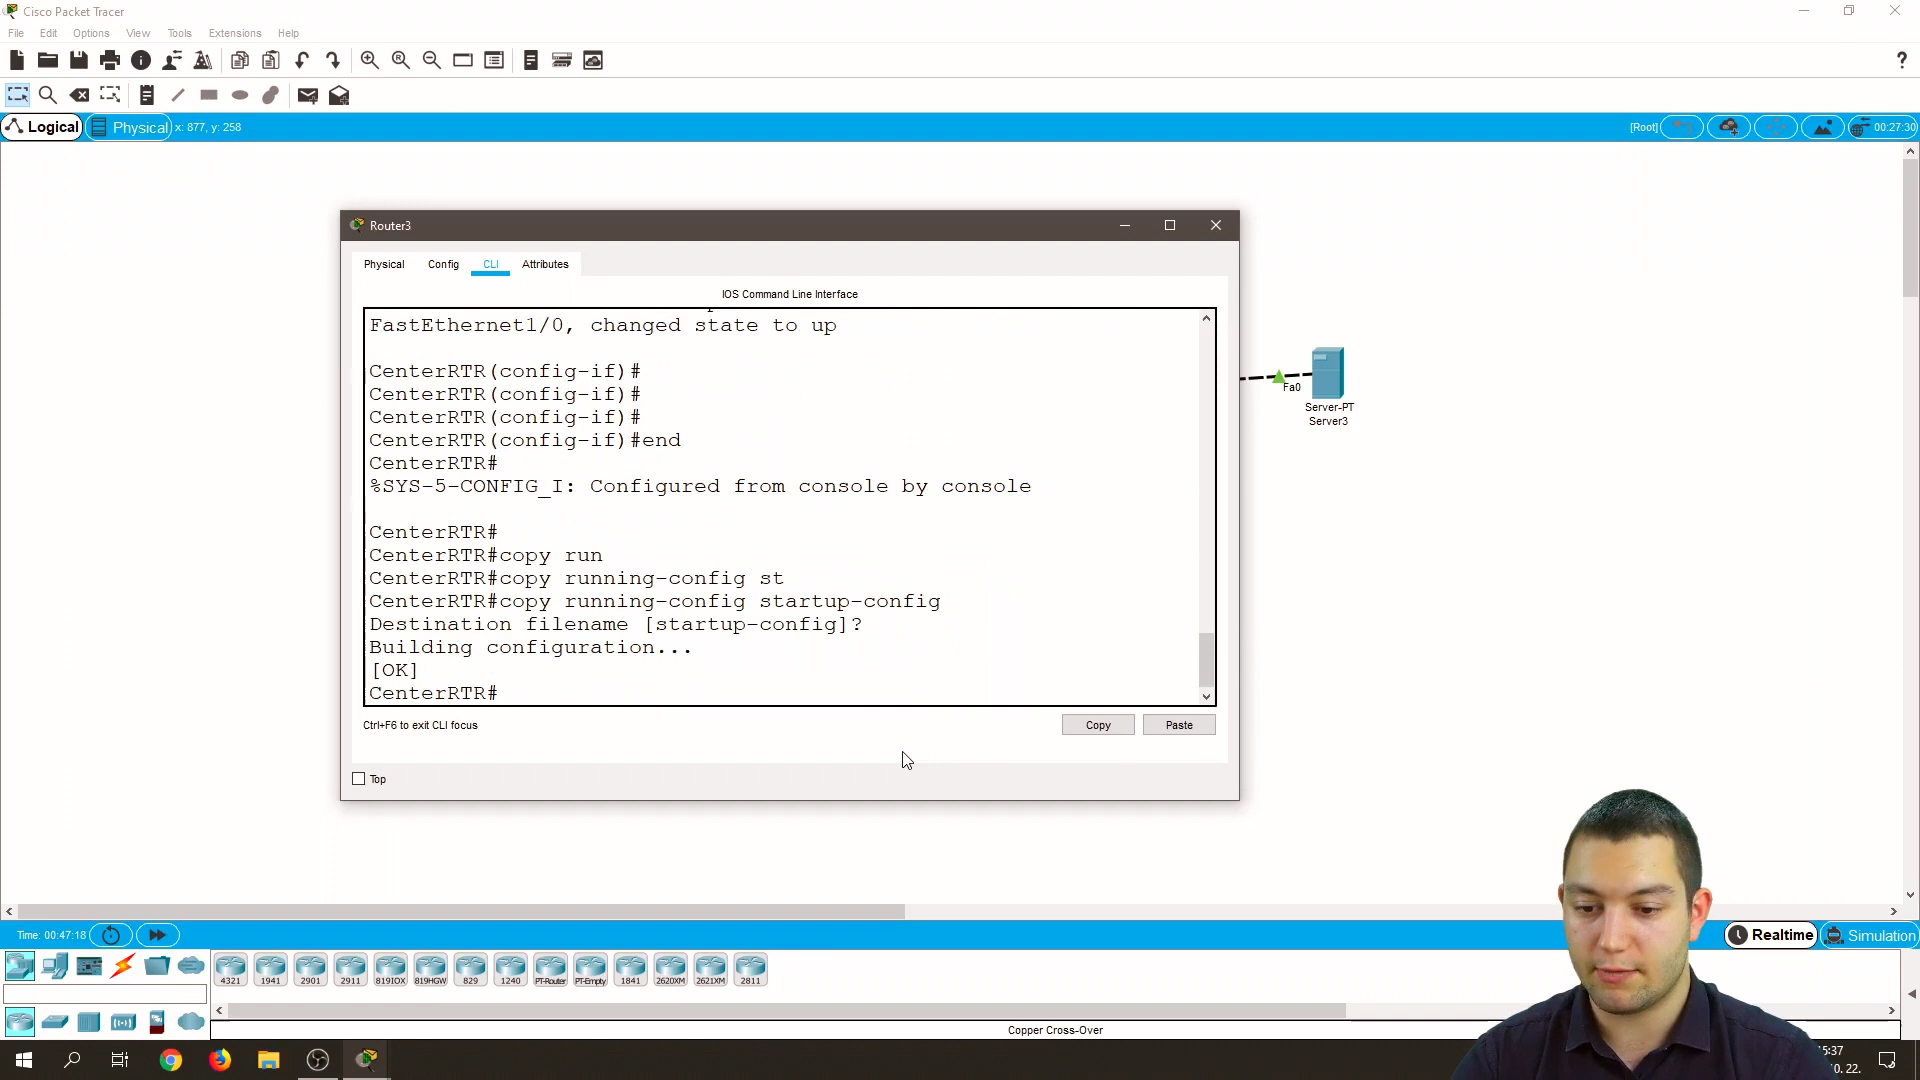 Cisco Packet Tracer
File Edit Options View Tools Extensions Help
Logical Physical x: 877, y: 258 [Root] 00:27:30
Router3
Physical Config CLI Attributes
IOS Command Line Interface
FastEthernet1/0, changed state to up
CenterRTR(config-if)#
CenterRTR(config-if)#
CenterRTR(config-if)#
CenterRTR(config-if)#end
CenterRTR#
%SYS-5-CONFIG_I: Configured from console by console
CenterRTR#
CenterRTR#copy run
CenterRTR#copy running-config st
CenterRTR#copy running-config startup-config
Destination filename [startup-config]?
Building configuration...
[OK]
CenterRTR#
Ctrl+F6 to exit CLI focus
Copy Paste
Top
Fa0
Server-PT
Server3
Time: 00:47:18 Realtime Simulation
4321 1941 2901 2911 819IOX 819HGW 829 1240 PT-Router PT-Empty 1841 2620XM 2621XM 2811
Copper Cross-Over
5:37
0. 22.